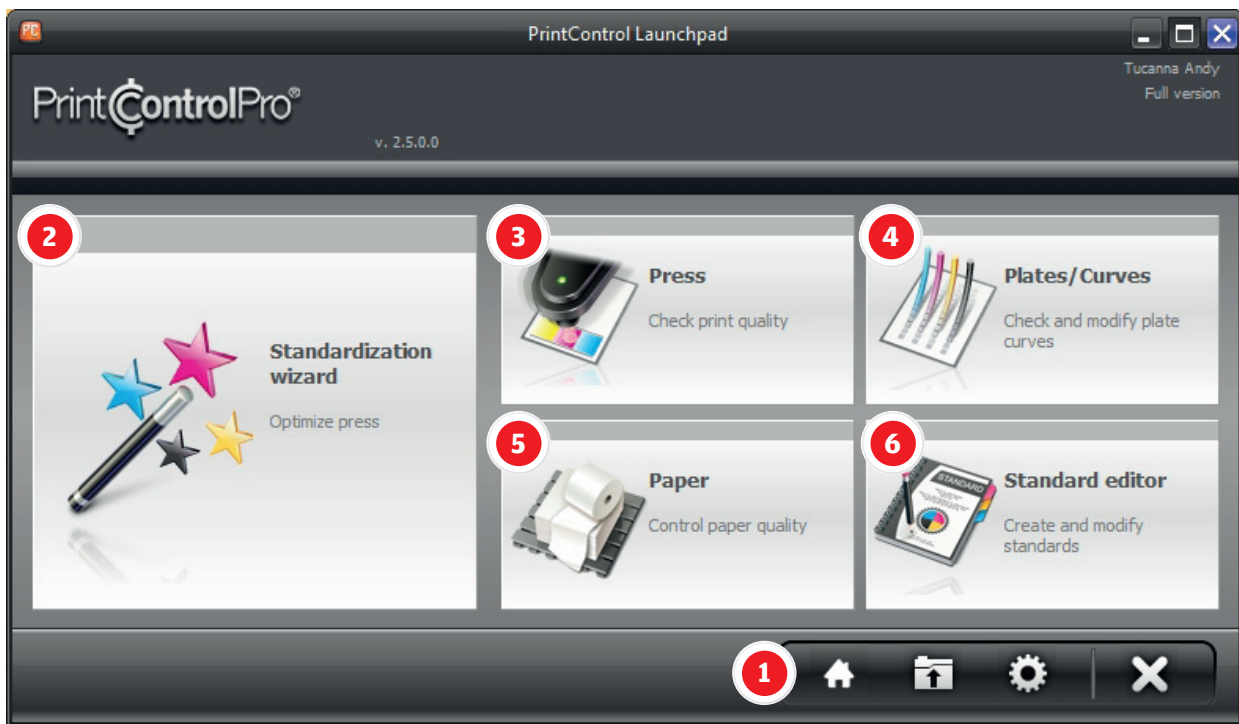 PC
PrintControl Launchpad
Tucanna Andy
Full version
PrintControlPro®
v. 2.5.0.0
2
Standardization
wizard
Optimize press
3
Press
Check print quality
4
Plates/Curves
Check and modify plate
curves
5
Paper
Control paper quality
6
STANDARD
Standard editor
Create and modify
standards
1